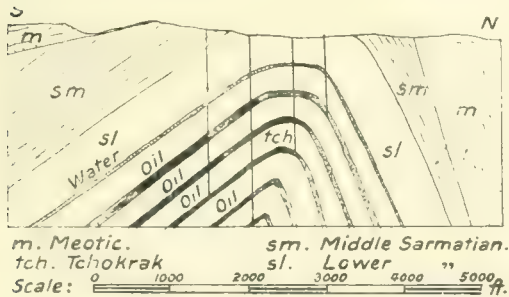 S N
m
sm
sm
m
sl
tch
sl
Water
Oil
Oil
Oil
Oil
m. Meotic. sm. Middle Sarmatian.
tch. Tchokrak sl. Lower „
Scale: 0 1000 2000 3000 4000 5000 ft.